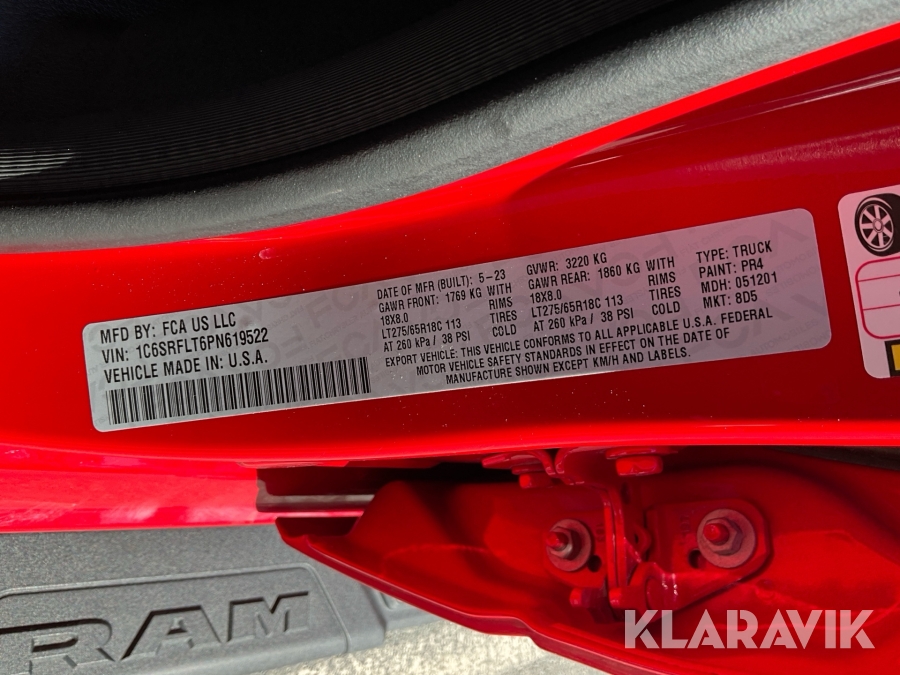 MFD BY: FCA US LLC
VIN: 1C6SRFLT6PN619522
VEHICLE MADE IN: U.S.A.
DATE OF MFR (BUILT): 5-23
GAWR FRONT: 1769 KG WITH
18X8.0 RIMS
LT275/65R18C 113 TIRES
AT 260 kPa / 38 PSI COLD
GVWR: 3220 KG
GAWR REAR: 1860 KG WITH
18X8.0 RIMS
LT275/65R18C 113 TIRES
AT 260 kPa / 38 PSI COLD
TYPE: TRUCK
PAINT: PR4
MDH: 051201
MKT: 8D5
EXPORT VEHICLE: THIS VEHICLE CONFORMS TO ALL APPLICABLE U.S.A. FEDERAL
MOTOR VEHICLE SAFETY STANDARDS IN EFFECT ON THE DATE OF
MANUFACTURE SHOWN EXCEPT KM/H AND LABELS.
RAM
KLARAVIK